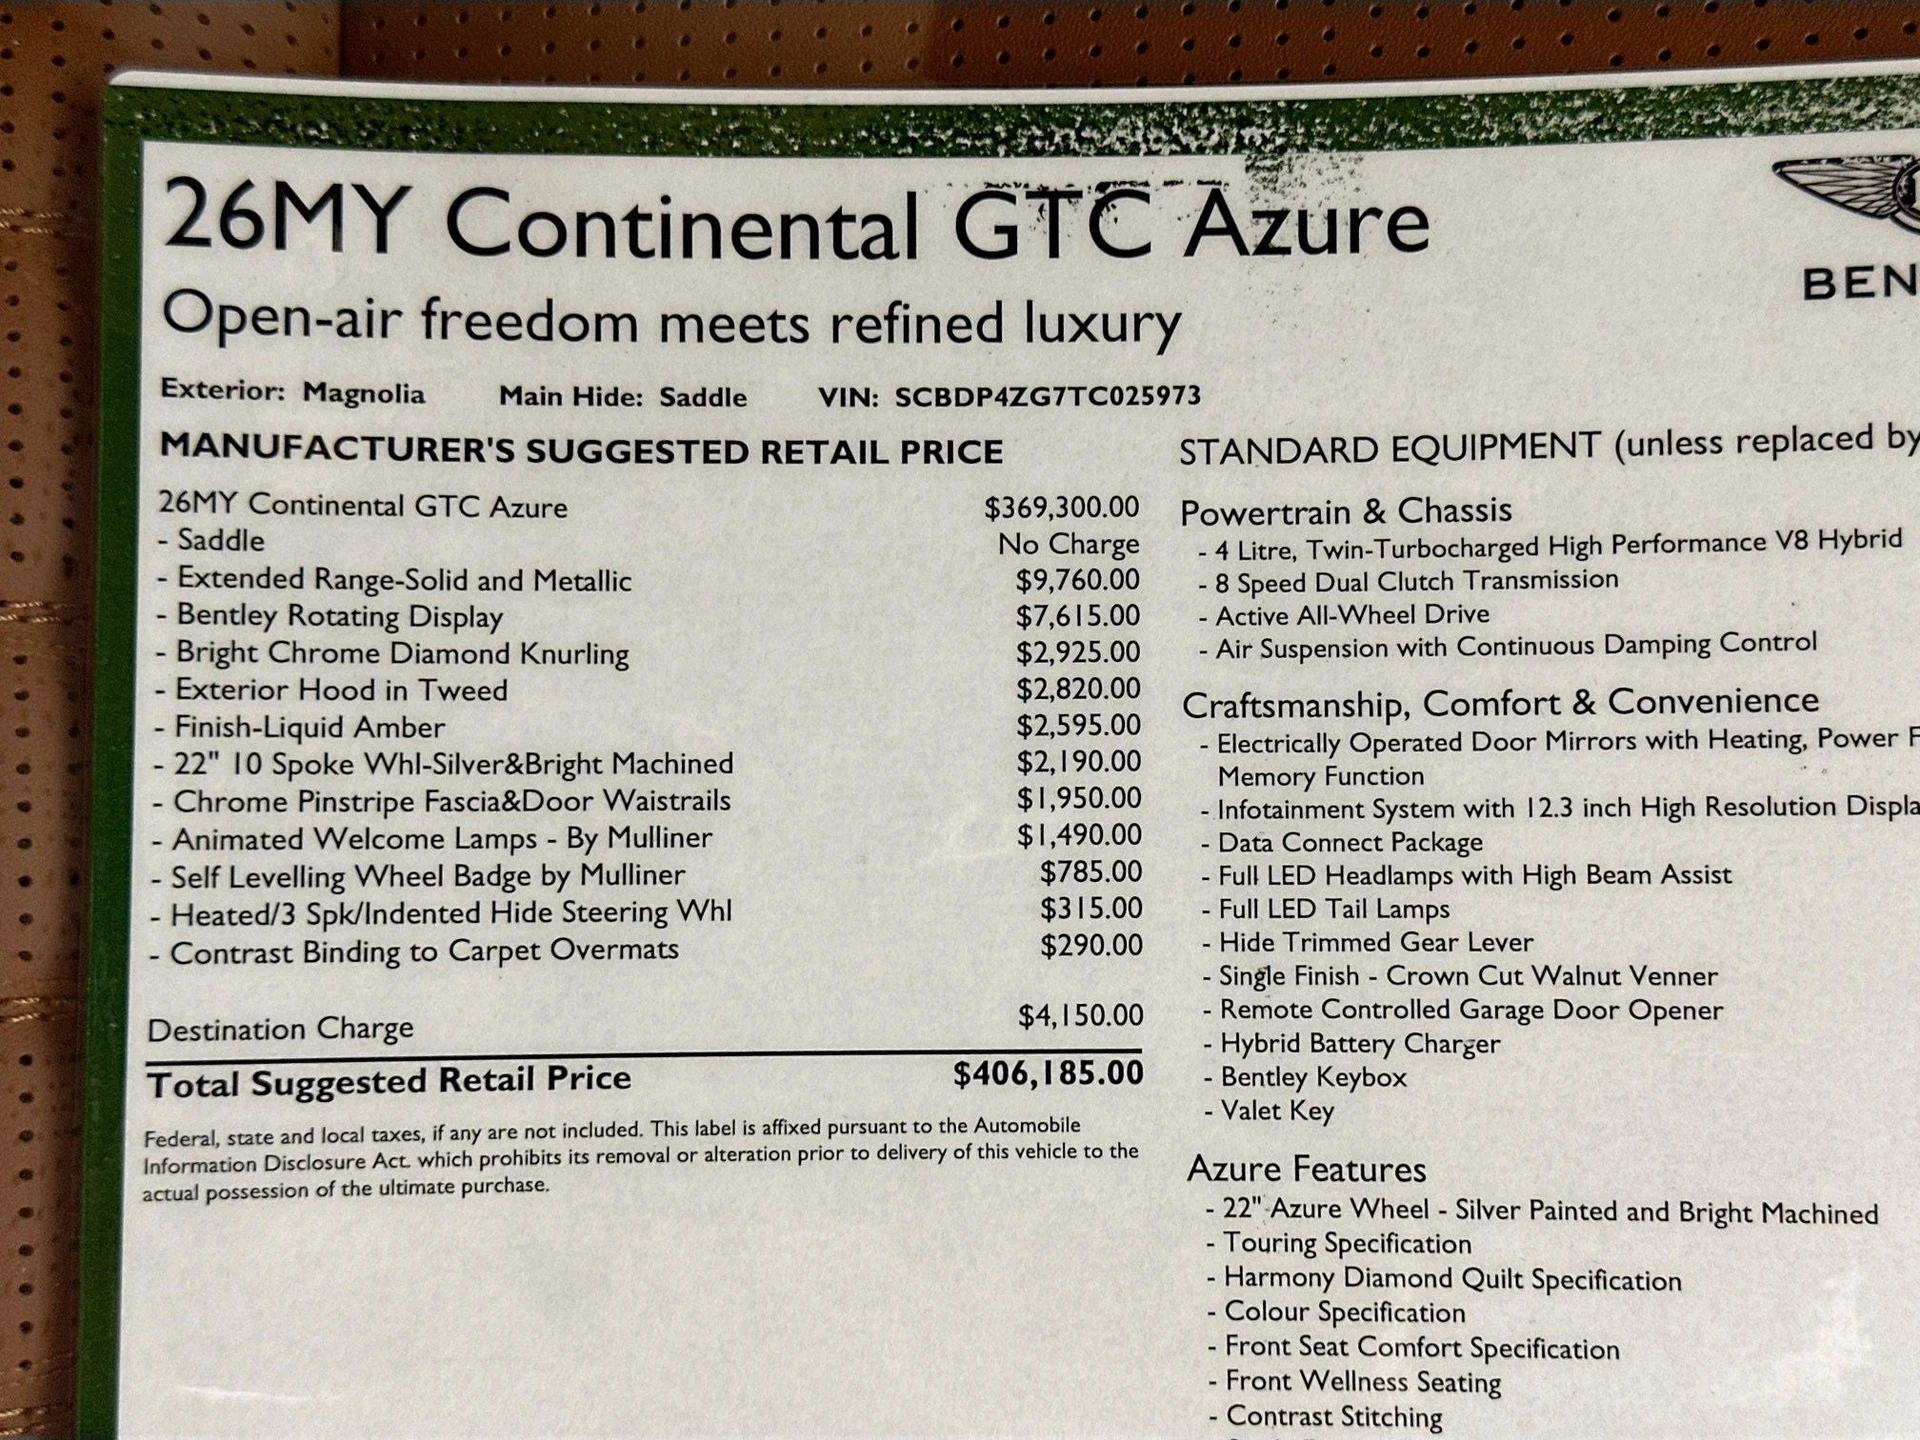 26MY Continental GTC Azure
BEN
Open-air freedom meets refined luxury
Exterior: Magnolia Main Hide: Saddle VIN: SCBDP4ZG7TC025973
MANUFACTURER'S SUGGESTED RETAIL PRICE
26MY Continental GTC Azure $369,300.00
- Saddle No Charge
- Extended Range-Solid and Metallic $9,760.00
- Bentley Rotating Display $7,615.00
- Bright Chrome Diamond Knurling $2,925.00
- Exterior Hood in Tweed $2,820.00
- Finish-Liquid Amber $2,595.00
- 22" 10 Spoke Whl-Silver&Bright Machined $2,190.00
- Chrome Pinstripe Fascia&Door Waistrails $1,950.00
- Animated Welcome Lamps - By Mulliner $1,490.00
- Self Levelling Wheel Badge by Mulliner $785.00
- Heated/3 Spk/Indented Hide Steering Whl $315.00
- Contrast Binding to Carpet Overmats $290.00
Destination Charge $4,150.00
Total Suggested Retail Price $406,185.00
Federal, state and local taxes, if any are not included. This label is affixed pursuant to the Automobile
Information Disclosure Act. which prohibits its removal or alteration prior to delivery of this vehicle to the
actual possession of the ultimate purchase.
STANDARD EQUIPMENT (unless replaced by
Powertrain & Chassis
- 4 Litre, Twin-Turbocharged High Performance V8 Hybrid
- 8 Speed Dual Clutch Transmission
- Active All-Wheel Drive
- Air Suspension with Continuous Damping Control
Craftsmanship, Comfort & Convenience
- Electrically Operated Door Mirrors with Heating, Power F
Memory Function
- Infotainment System with 12.3 inch High Resolution Displa
- Data Connect Package
- Full LED Headlamps with High Beam Assist
- Full LED Tail Lamps
- Hide Trimmed Gear Lever
- Single Finish - Crown Cut Walnut Venner
- Remote Controlled Garage Door Opener
- Hybrid Battery Charger
- Bentley Keybox
- Valet Key
Azure Features
- 22" Azure Wheel - Silver Painted and Bright Machined
- Touring Specification
- Harmony Diamond Quilt Specification
- Colour Specification
- Front Seat Comfort Specification
- Front Wellness Seating
- Contrast Stitching